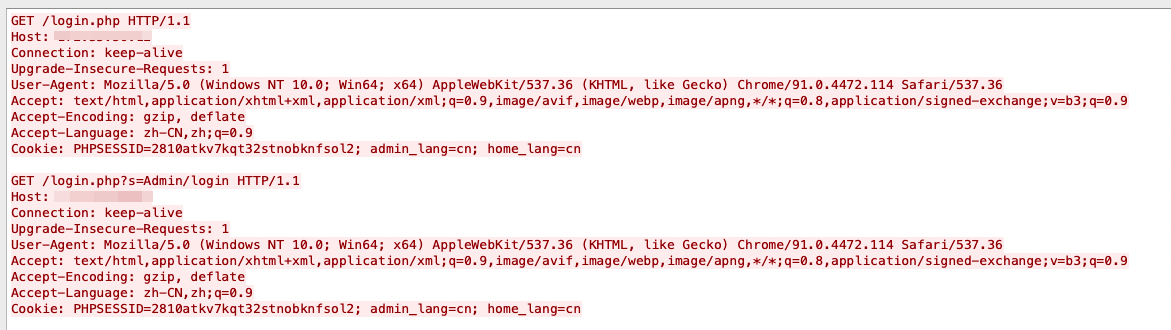 GET /login.php HTTP/1.1
Host:
Connection: keep-alive
Upgrade-Insecure-Requests: 1
User-Agent: Mozilla/5.0 (Windows NT 10.0; Win64; x64) AppleWebKit/537.36 (KHTML, like Gecko) Chrome/91.0.4472.114 Safari/537.36
Accept: text/html,application/xhtml+xml,application/xml;q=0.9,image/avif,image/webp,image/apng,*/*;q=0.8,application/signed-exchange;v=b3;q=0.9
Accept-Encoding: gzip, deflate
Accept-Language: zh-CN,zh;q=0.9
Cookie: PHPSESSID=2810atkv7kqt32stnobknfsol2; admin_lang=cn; home_lang=cn
GET /login.php?s=Admin/login HTTP/1.1
Host:
Connection: keep-alive
Upgrade-Insecure-Requests: 1
User-Agent: Mozilla/5.0 (Windows NT 10.0; Win64; x64) AppleWebKit/537.36 (KHTML, like Gecko) Chrome/91.0.4472.114 Safari/537.36
Accept: text/html,application/xhtml+xml,application/xml;q=0.9,image/avif,image/webp,image/apng,*/*;q=0.8,application/signed-exchange;v=b3;q=0.9
Accept-Encoding: gzip, deflate
Accept-Language: zh-CN,zh;q=0.9
Cookie: PHPSESSID=2810atkv7kqt32stnobknfsol2; admin_lang=cn; home_lang=cn